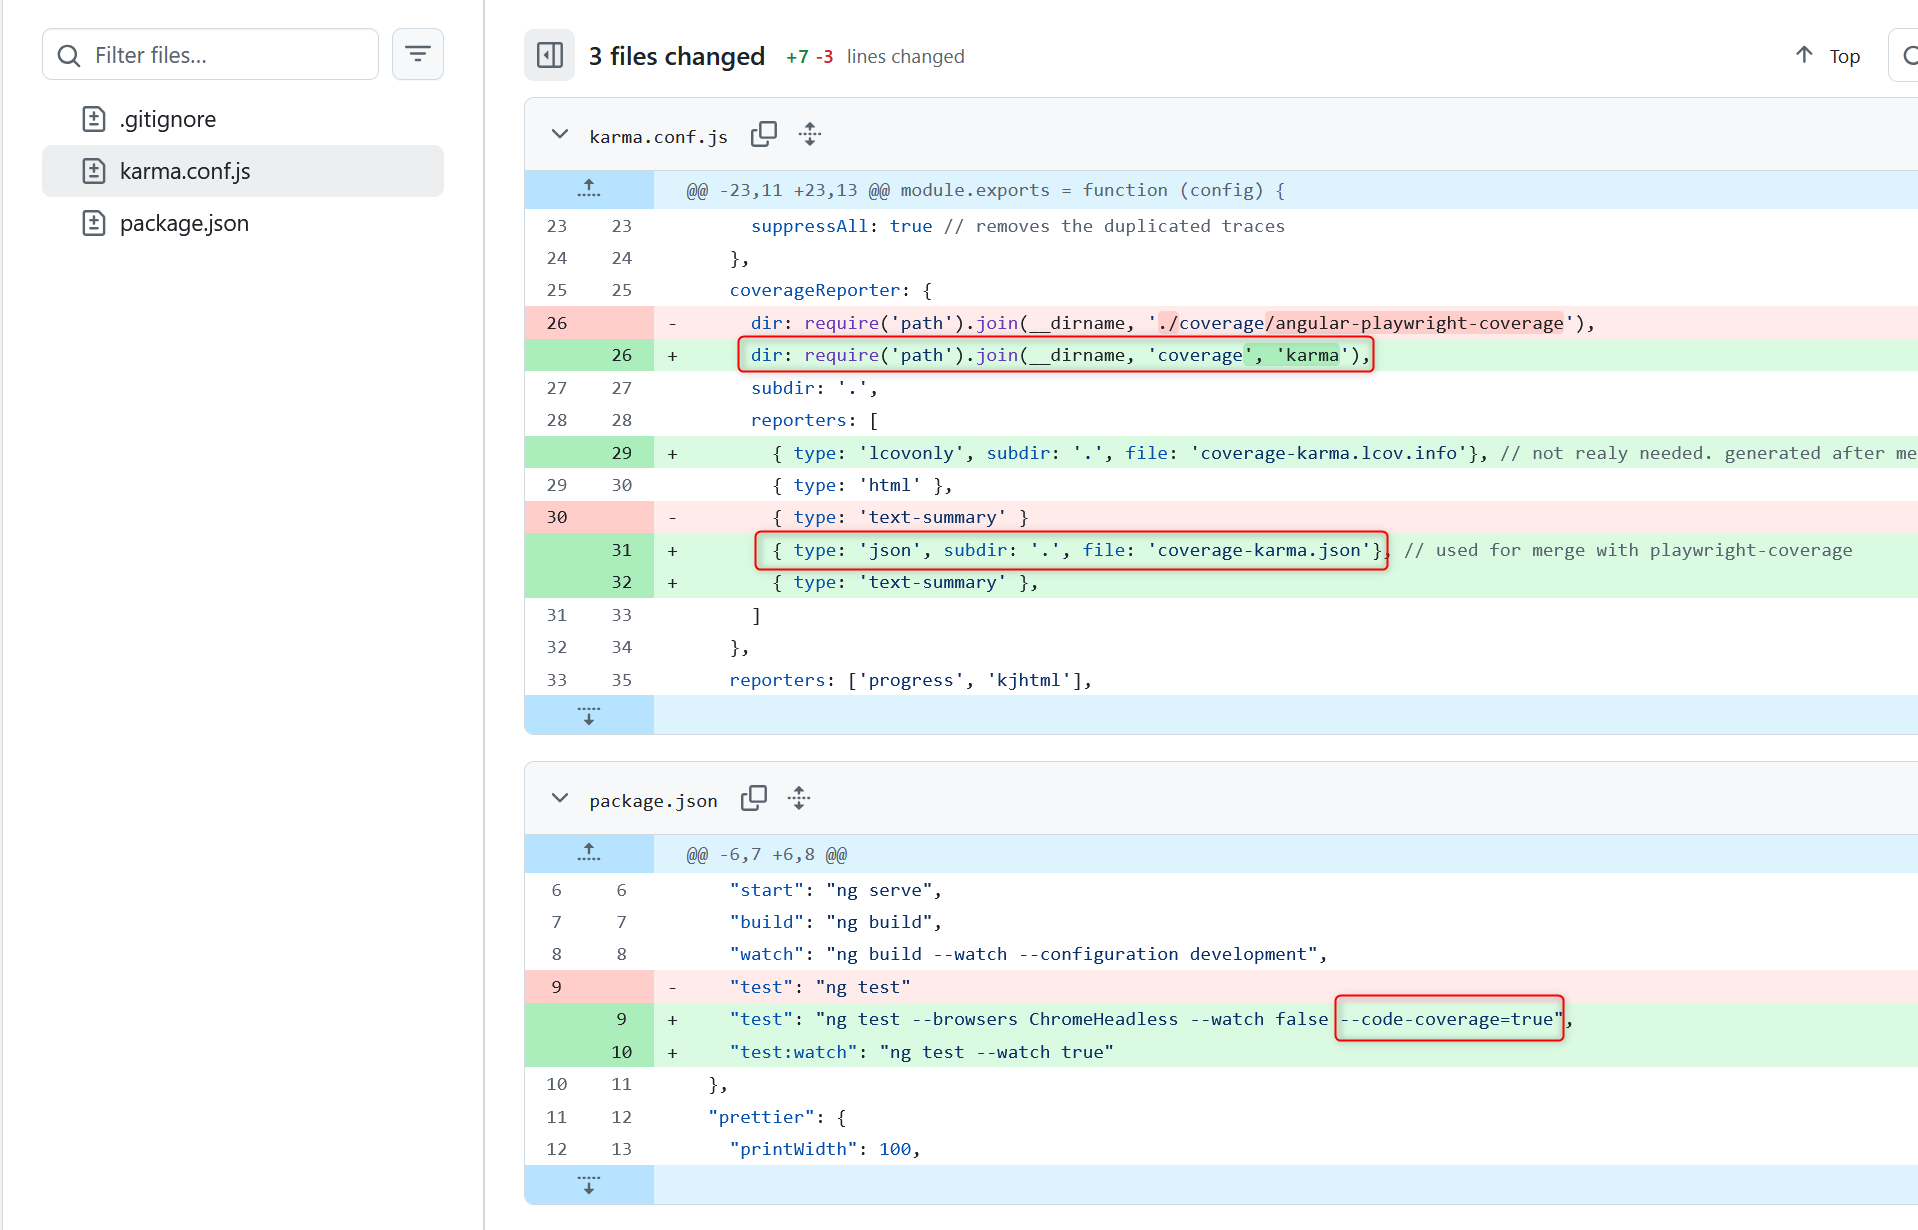 Filter files...
.gitignore
karma.conf.js
package.json
3 files changed +7 -3 lines changed
Top
karma.conf.js
@@ -23,11 +23,13 @@ module.exports = function (config) {
23 23 suppressAll: true // removes the duplicated traces
24 24 },
25 25 coverageReporter: {
26 - dir: require('path').join(__dirname, './coverage/angular-playwright-coverage'),
26 + dir: require('path').join(__dirname, 'coverage', 'karma'),
27 27 subdir: '.',
28 28 reporters: [
29 + { type: 'lcovonly', subdir: '.', file: 'coverage-karma.lcov.info'}, // not realy needed. generated after me
29 30 { type: 'html' },
30 - { type: 'text-summary' }
31 + { type: 'json', subdir: '.', file: 'coverage-karma.json'}, // used for merge with playwright-coverage
32 + { type: 'text-summary' },
31 33 ]
32 34 },
33 35 reporters: ['progress', 'kjhtml'],
package.json
@@ -6,7 +6,8 @@
6 6 "start": "ng serve",
7 7 "build": "ng build",
8 8 "watch": "ng build --watch --configuration development",
9 - "test": "ng test"
9 + "test": "ng test --browsers ChromeHeadless --watch false --code-coverage=true",
10 + "test:watch": "ng test --watch true"
10 11 },
11 12 "prettier": {
12 13 "printWidth": 100,